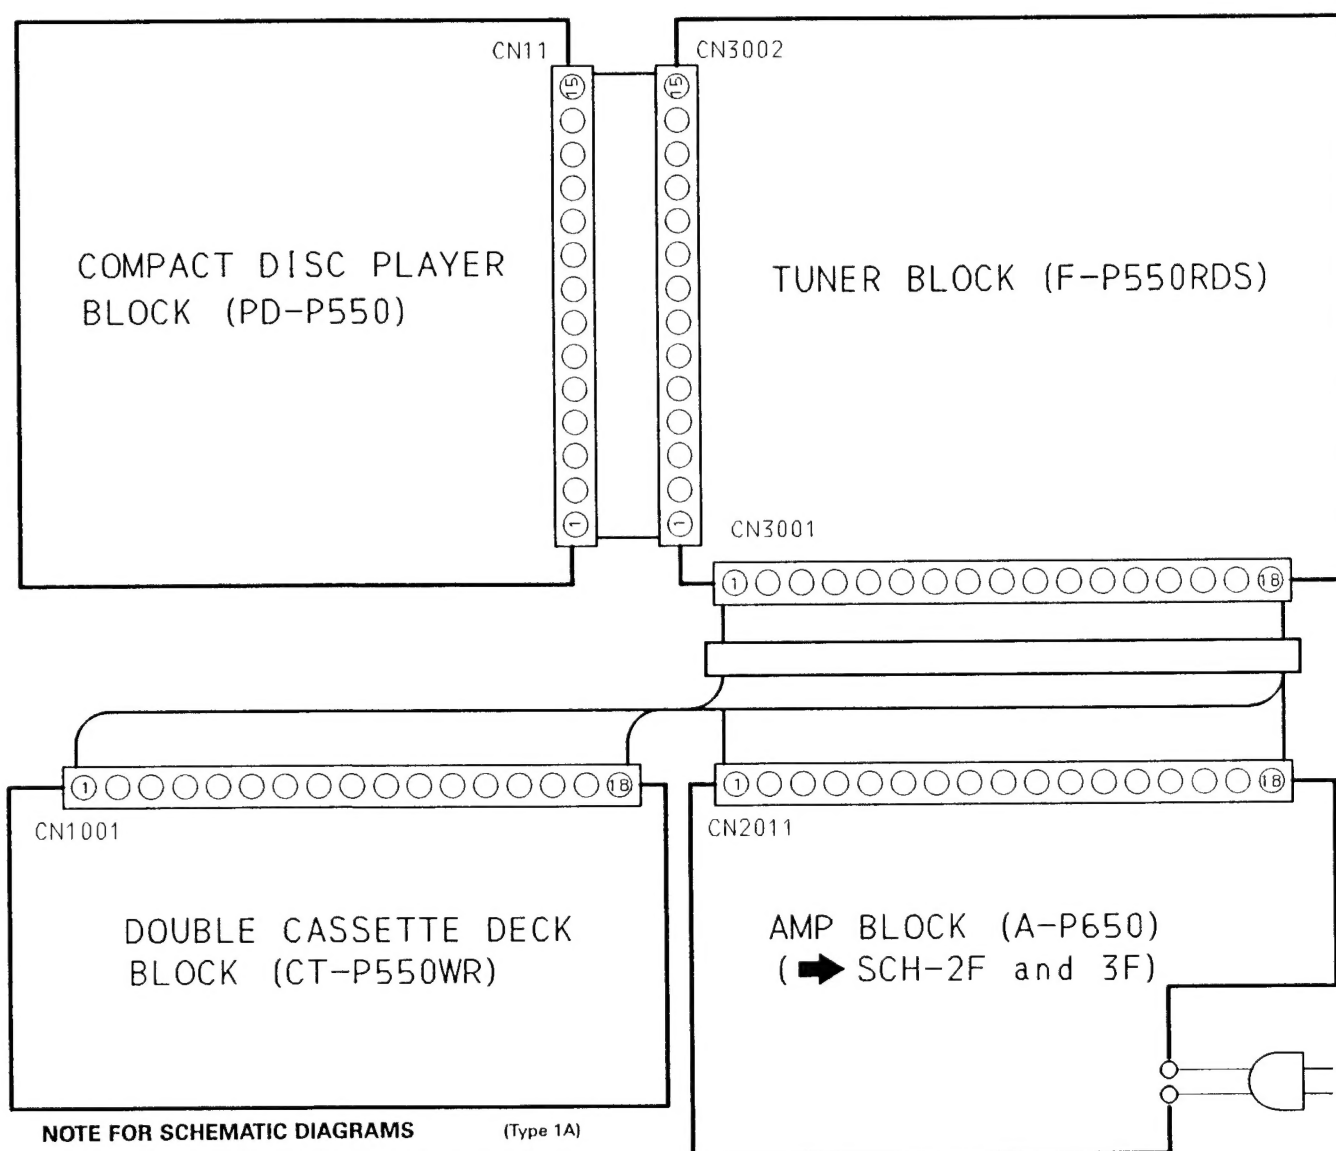 CN11
CN3002
15
15
COMPACT DISC PLAYER
BLOCK (PD-P550)
TUNER BLOCK (F-P550RDS)
1
1
CN3001
1
18
1
18
1
18
CN1001
CN2011
DOUBLE CASSETTE DECK
BLOCK (CT-P550WR)
AMP BLOCK (A-P650)
(➡ SCH-2F and 3F)
NOTE FOR SCHEMATIC DIAGRAMS (Type 1A)